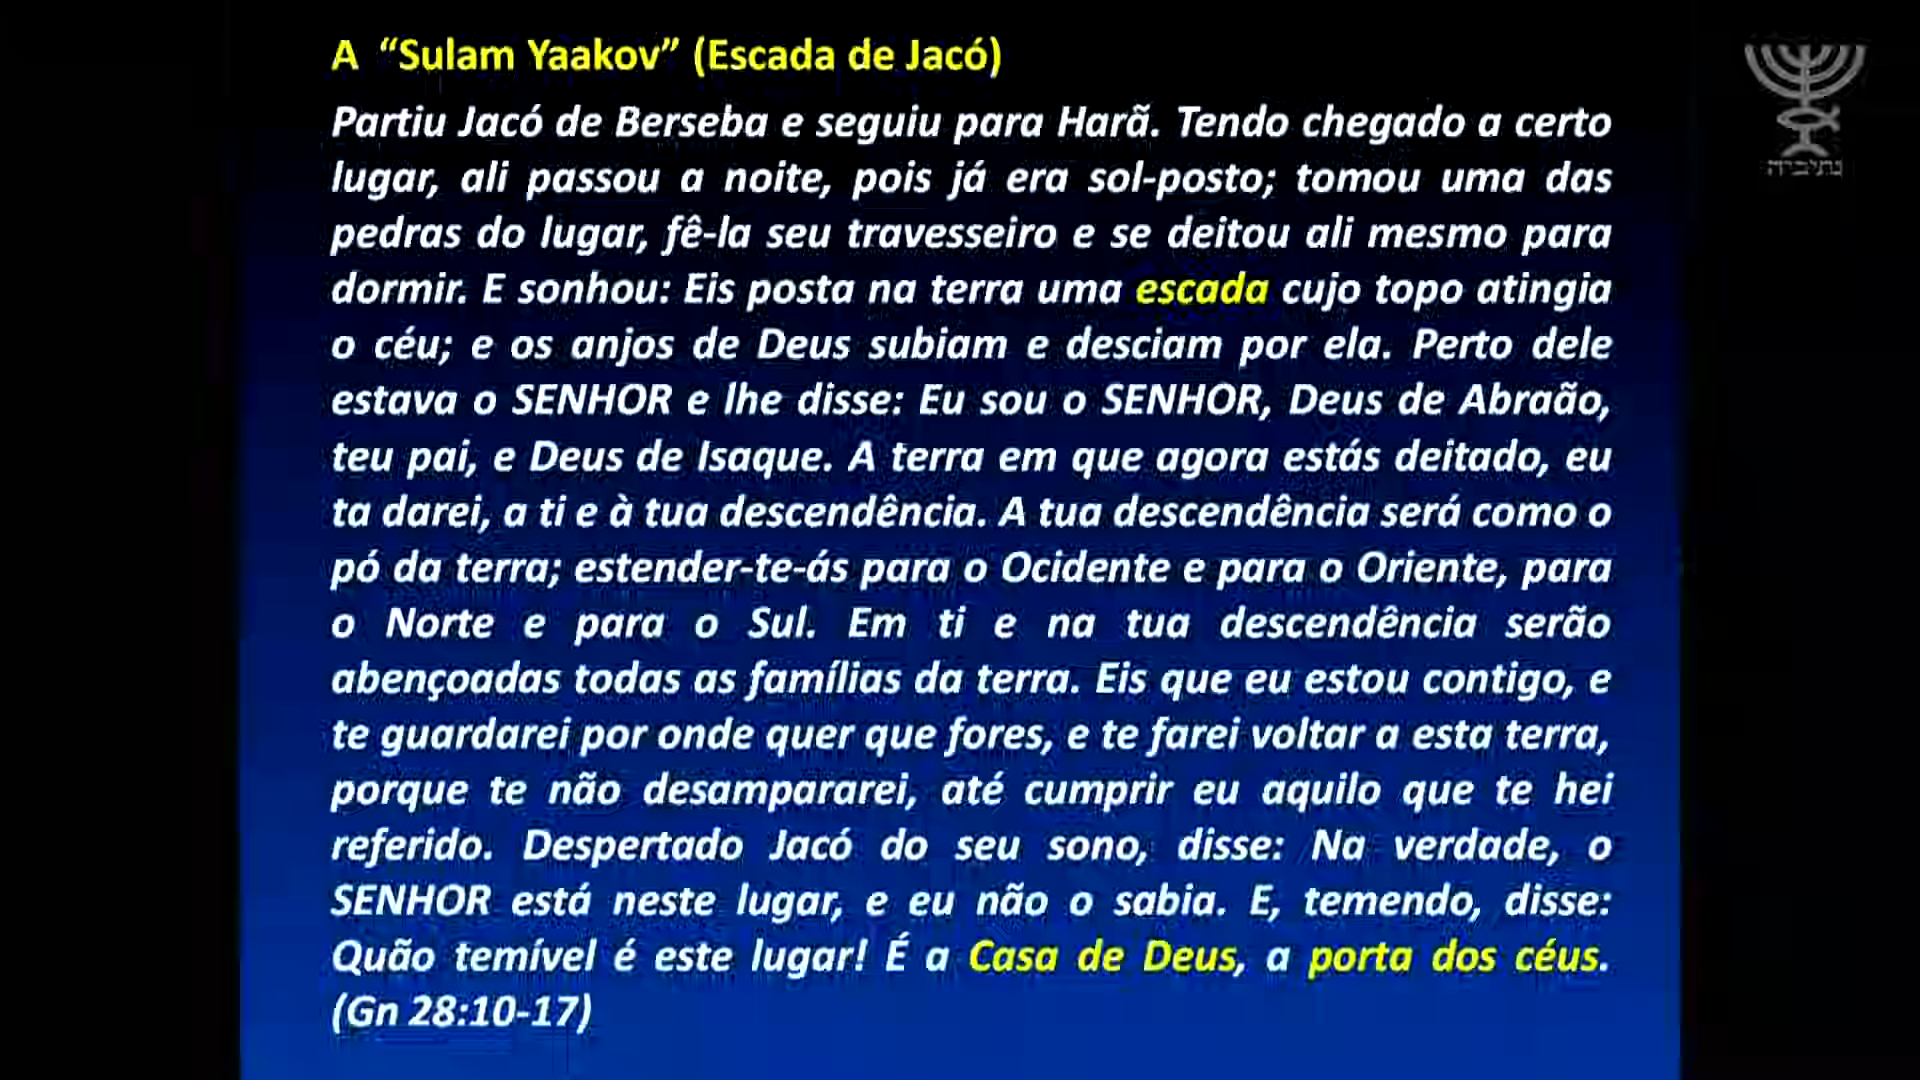 A “Sulam Yaakov” (Escada de Jacó)
Partiu Jacó de Berseba e seguiu para Harã. Tendo chegado a certo
lugar, ali passou a noite, pois já era sol-posto; tomou uma das
pedras do lugar, fê-la seu travesseiro e se deitou ali mesmo para
dormir. E sonhou: Eis posta na terra uma escada cujo topo atingia
o céu; e os anjos de Deus subiam e desciam por ela. Perto dele
estava o SENHOR e lhe disse: Eu sou o SENHOR, Deus de Abraão,
teu pai, e Deus de Isaque. A terra em que agora estás deitado, eu
ta darei, a ti e à tua descendência. A tua descendência será como o
pó da terra; estender-te-ás para o Ocidente e para o Oriente, para
o Norte e para o Sul. Em ti e na tua descendência serão
abençoadas todas as famílias da terra. Eis que eu estou contigo, e
te guardarei por onde quer que fores, e te farei voltar a esta terra,
porque te não desampararei, até cumprir eu aquilo que te hei
referido. Despertado Jacó do seu sono, disse: Na verdade, o
SENHOR está neste lugar, e eu não o sabia. E, temendo, disse:
Quão temível é este lugar! É a Casa de Deus, a porta dos céus.
(Gn 28:10-17)
נתיביה